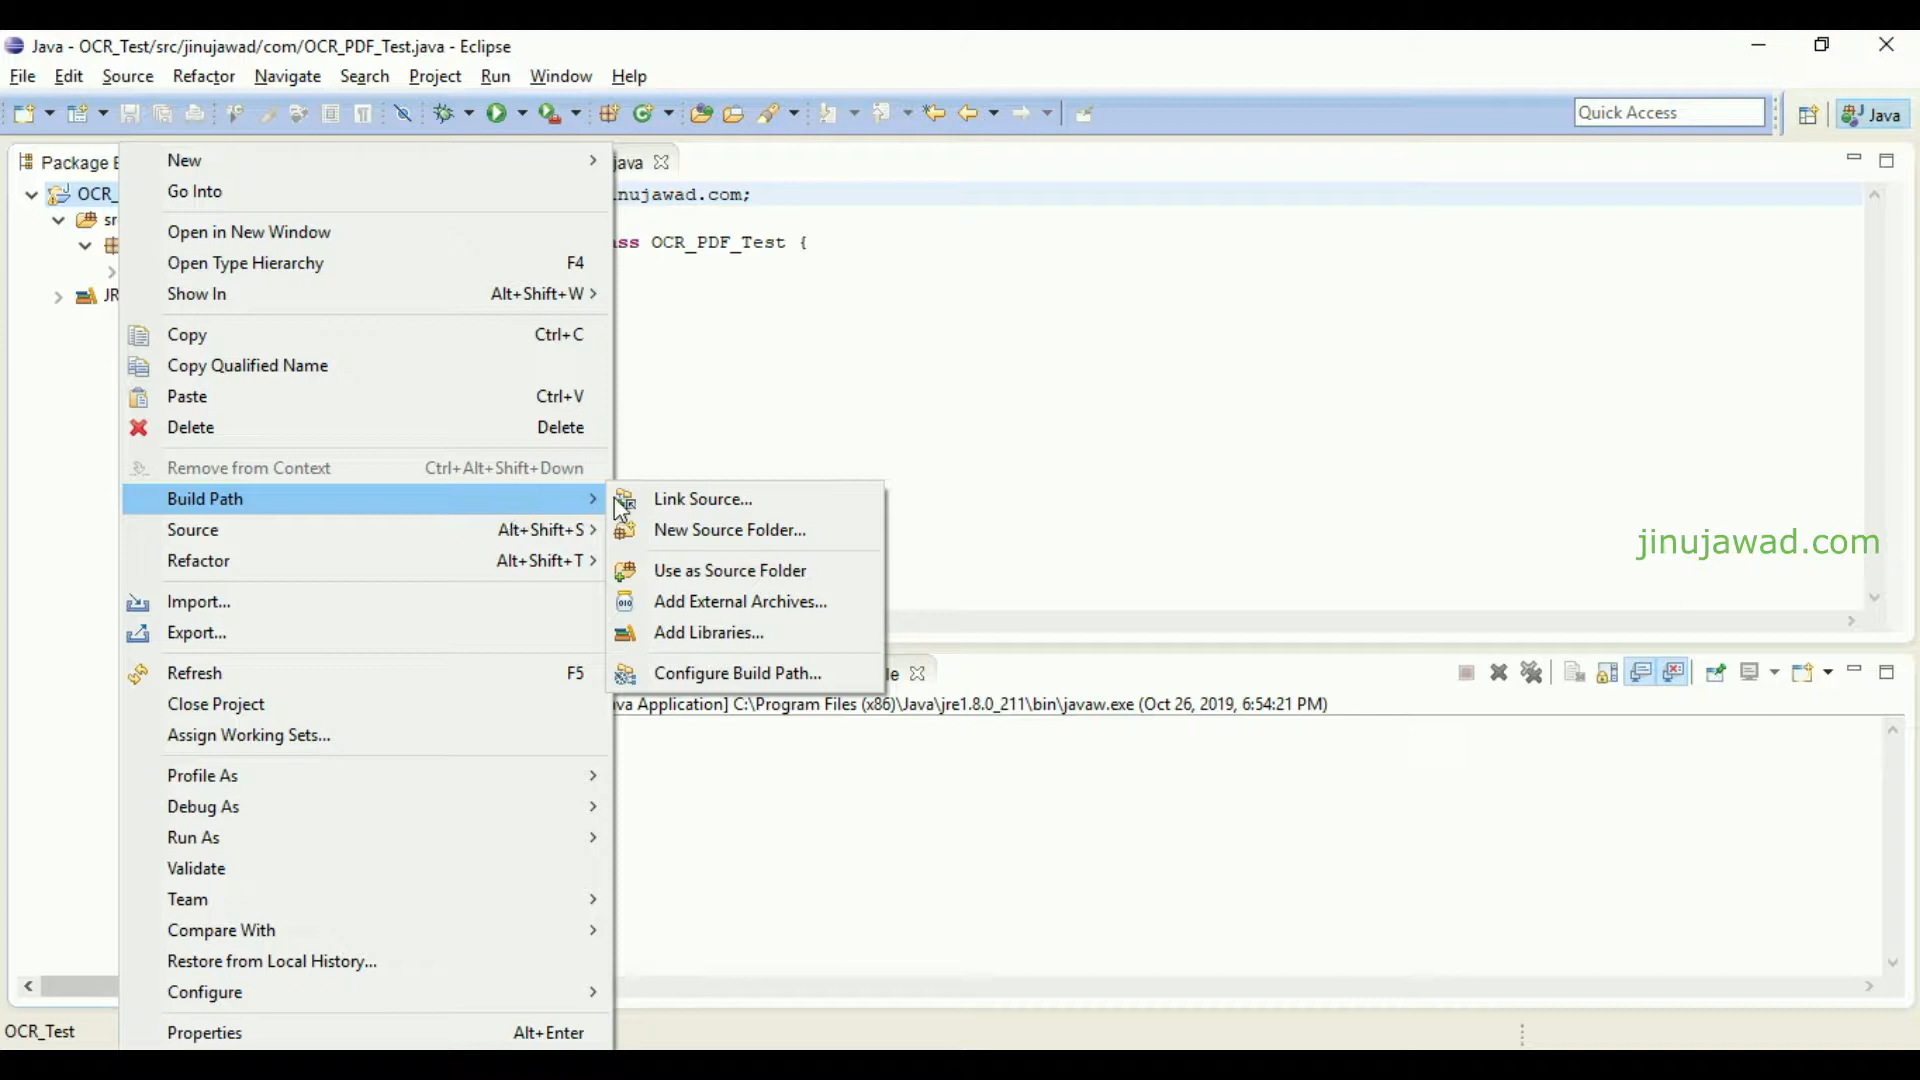 Java - OCR_Test/src/jinujawad/com/OCR_PDF_Test.java - Eclipse
File Edit Source Refactor Navigate Search Project Run Window Help
Quick Access
Java
Package E
java
OCR_
inujawad.com;
sr
ass OCR_PDF_Test {
JR
New
Go Into
Open in New Window
Open Type Hierarchy F4
Show In Alt+Shift+W
Copy Ctrl+C
Copy Qualified Name
Paste Ctrl+V
Delete Delete
Remove from Context Ctrl+Alt+Shift+Down
Build Path
Source Alt+Shift+S
Refactor Alt+Shift+T
Import...
Export...
Refresh F5
Close Project
Assign Working Sets...
Profile As
Debug As
Run As
Validate
Team
Compare With
Restore from Local History...
Configure
Properties Alt+Enter
Link Source...
New Source Folder...
Use as Source Folder
Add External Archives...
Add Libraries...
Configure Build Path...
jinujawad.com
le
va Application] C:\Program Files (x86)\Java\jre1.8.0_211\bin\javaw.exe (Oct 26, 2019, 6:54:21 PM)
OCR_Test